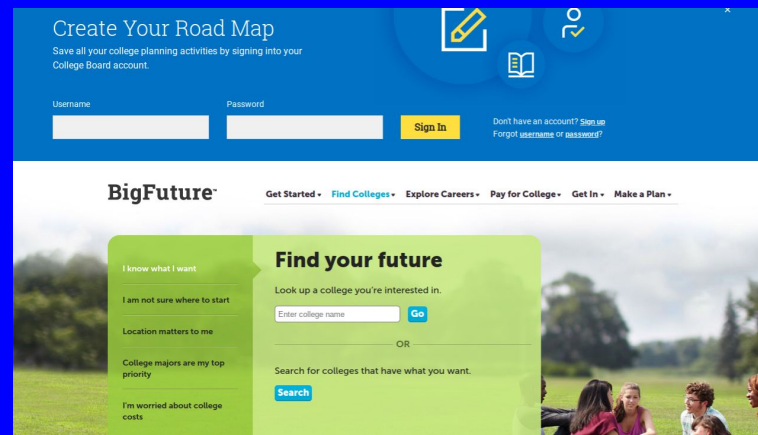 ×
Create Your Road Map
Save all your college planning activities by signing into your
College Board account.
Username
Password
Sign In
Don't have an account? Sign up
Forgot username or password?
BigFuture™
Get Started
Find Colleges
Explore Careers
Pay for College
Get In
Make a Plan
I know what I want
I am not sure where to start
Location matters to me
College majors are my top
priority
I'm worried about college
costs
Find your future
Look up a college you're interested in.
Enter college name
Go
OR
Search for colleges that have what you want.
Search